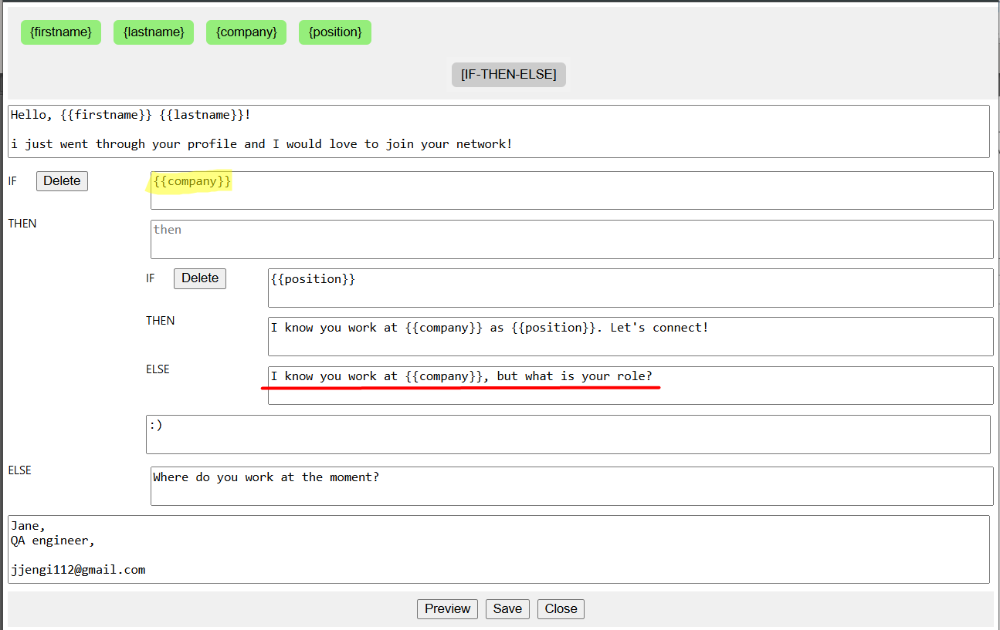 {firstname} {lastname} {company} {position}
[IF-THEN-ELSE]
Hello, {{firstname}} {{lastname}}!
i just went through your profile and I would love to join your network!
IF Delete {{company}}
THEN then
IF Delete {{position}}
THEN I know you work at {{company}} as {{position}}. Let's connect!
ELSE I know you work at {{company}}, but what is your role?
:)
ELSE Where do you work at the moment?
Jane,
QA engineer,
jjengi112@gmail.com
Preview Save Close